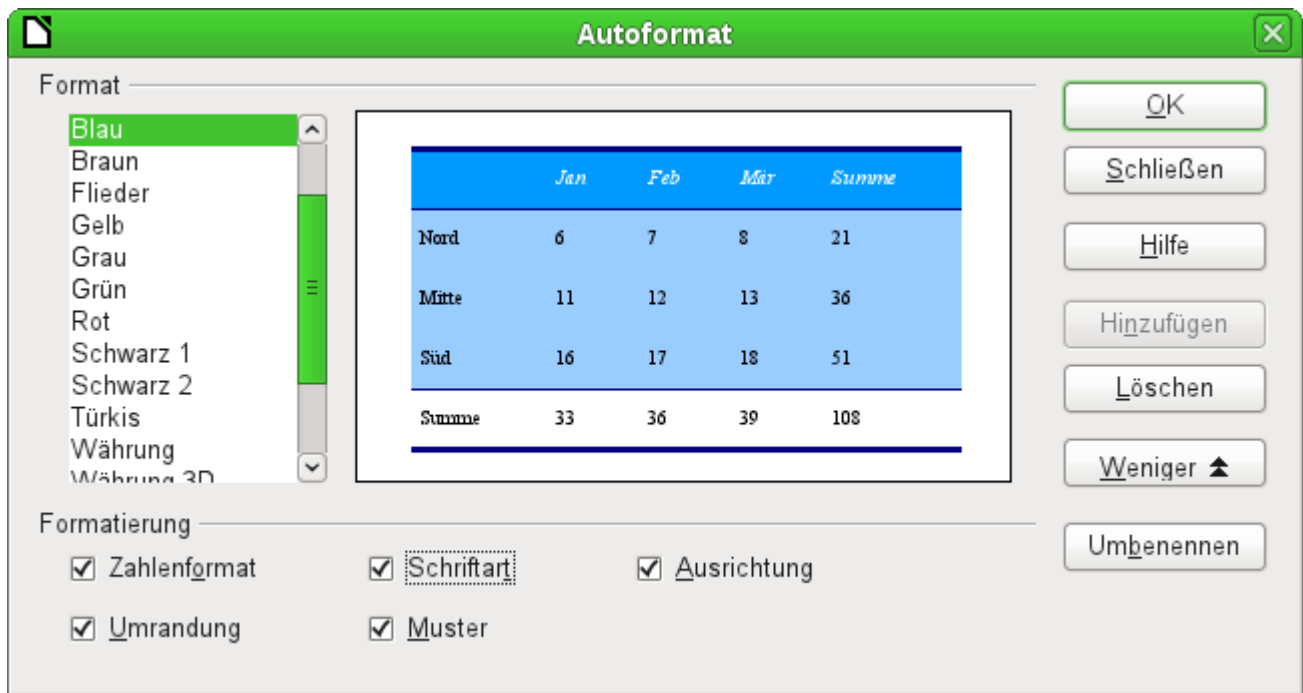 Autoformat
Format
Blau
Braun
Flieder
Gelb
Grau
Grün
Rot
Schwarz 1
Schwarz 2
Türkis
Währung
Währung 3D
Jan Feb Mär Summe
Nord 6 7 8 21
Mitte 11 12 13 36
Süd 16 17 18 51
Summe 33 36 39 108
OK
Schließen
Hilfe
Hinzufügen
Löschen
Weniger
Umbenennen
Formatierung
Zahlenformat Schriftart Ausrichtung
Umrandung Muster